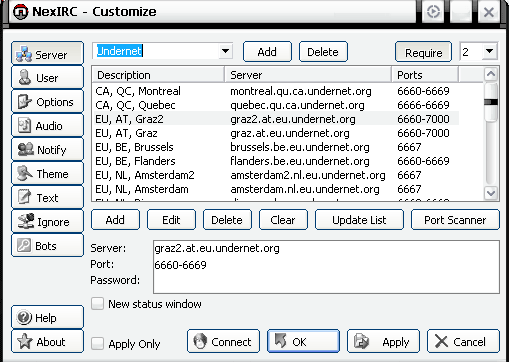 NexIRC - Customize
Server
User
Options
Audio
Notify
Theme
Text
Ignore
Bots
Help
About
Undernet
Add
Delete
Require
2
Description Server Ports
CA, QC, Montreal montreal.qu.ca.undernet.org 6660-6669
CA, QC, Quebec quebec.qu.ca.undernet.org 6666-6669
EU, AT, Graz2 graz2.at.eu.undernet.org 6660-7000
EU, AT, Graz graz.at.eu.undernet.org 6660-7000
EU, BE, Brussels brussels.be.eu.undernet.org 6667
EU, BE, Flanders flanders.be.eu.undernet.org 6660-6669
EU, NL, Amsterdam2 amsterdam2.nl.eu.undernet.org 6667
EU, NL, Amsterdam amsterdam.nl.eu.undernet.org 6667
Add
Edit
Delete
Clear
Update List
Port Scanner
Server: graz2.at.eu.undernet.org
Port: 6660-6669
Password:
New status window
Apply Only
Connect
OK
Apply
Cancel